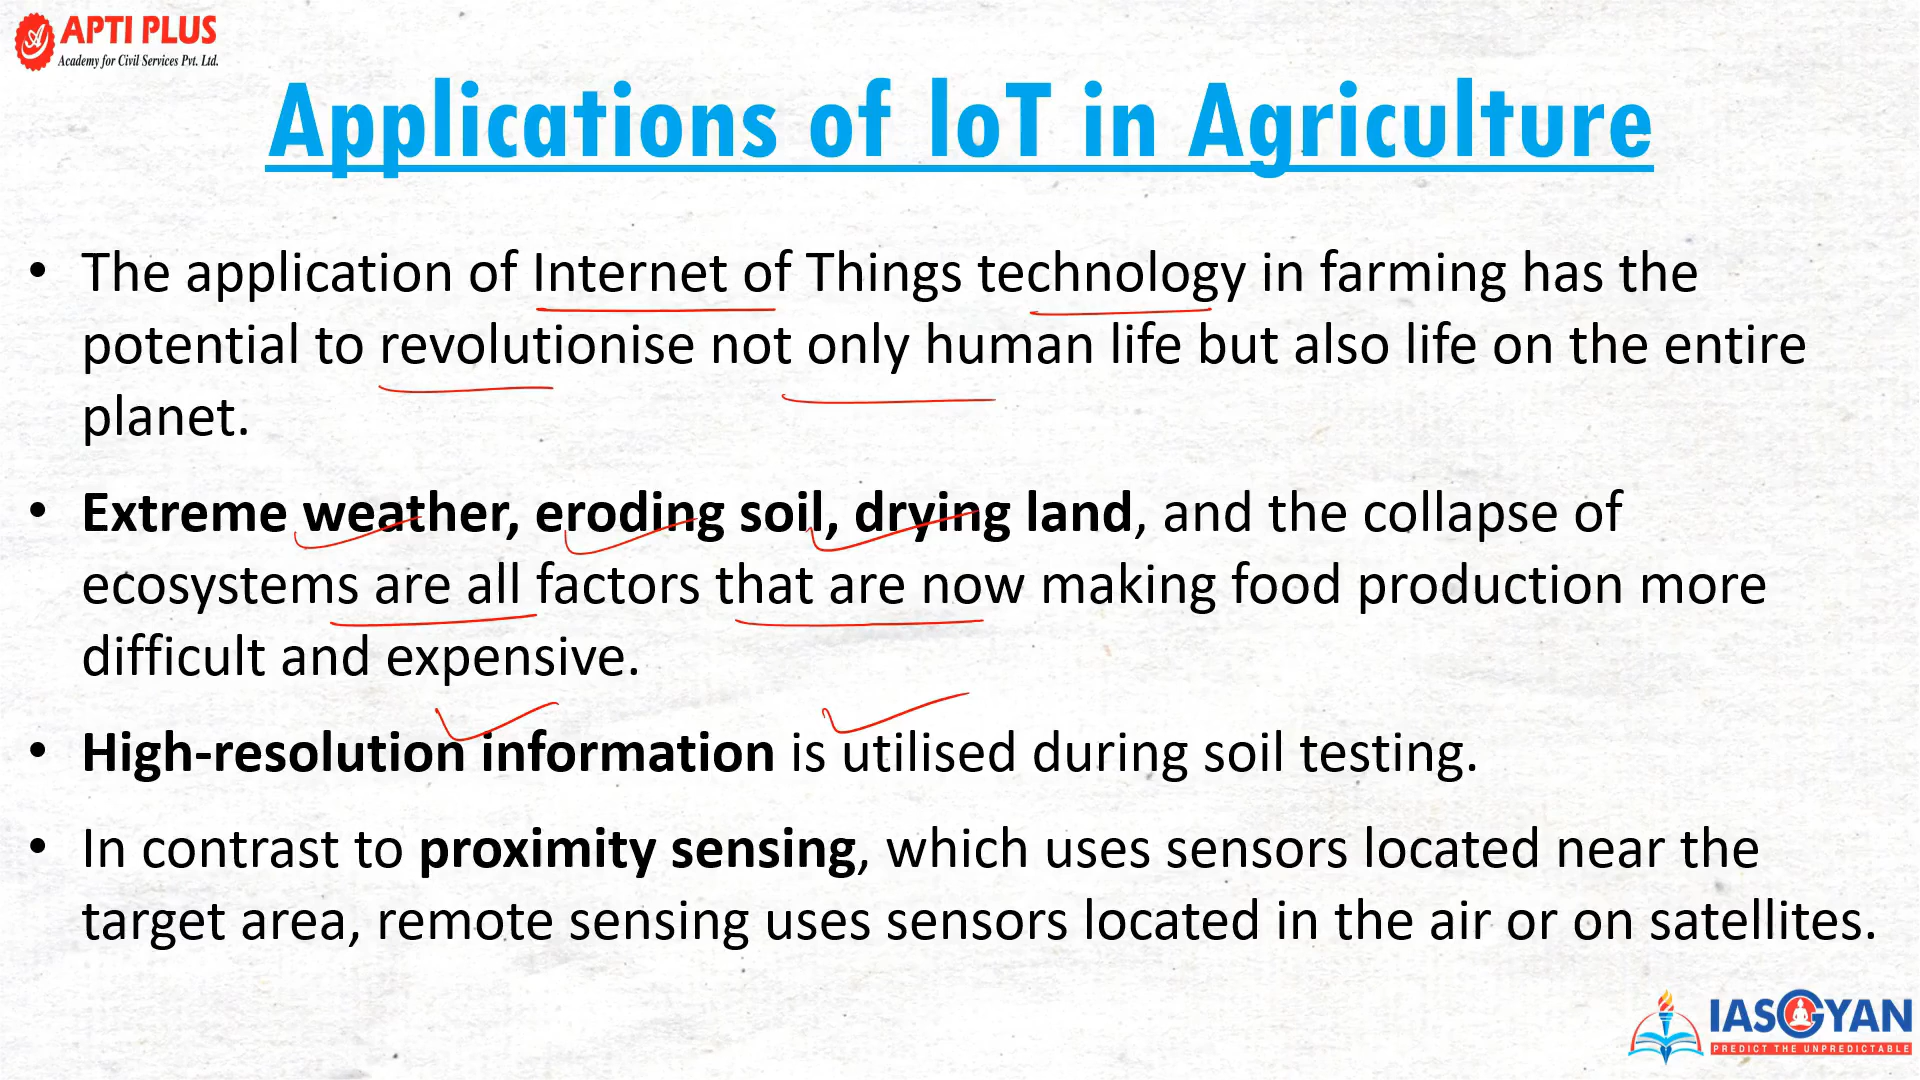 APTI PLUS
Academy for Civil Services Pvt. Ltd.
Applications of IoT in Agriculture
• The application of Internet of Things technology in farming has the
potential to revolutionise not only human life but also life on the entire
planet.
• Extreme weather, eroding soil, drying land, and the collapse of
ecosystems are all factors that are now making food production more
difficult and expensive.
• High-resolution information is utilised during soil testing.
• In contrast to proximity sensing, which uses sensors located near the
target area, remote sensing uses sensors located in the air or on satellites.
IASGYAN
PREDICT THE UNPREDICTABLE